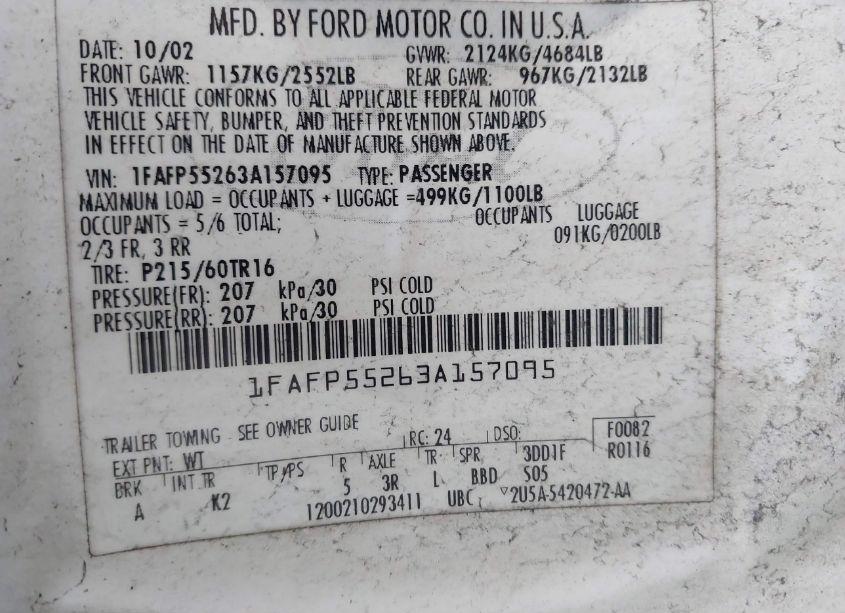 MFD. BY FORD MOTOR CO. IN U.S.A.
DATE: 10/02 GVWR: 2124KG/4684LB
FRONT GAWR: 1157KG/2552LB REAR GAWR: 967KG/2132LB
THIS VEHICLE CONFORMS TO ALL APPLICABLE FEDERAL MOTOR
VEHICLE SAFETY, BUMPER, AND THEFT PREVENTION STANDARDS
IN EFFECT ON THE DATE OF MANUFACTURE SHOWN ABOVE.
VIN: 1FAFP55263A157095 TYPE: PASSENGER
MAXIMUM LOAD = OCCUPANTS + LUGGAGE =499KG/1100LB
OCCUPANTS = 5/6 TOTAL; OCCUPANTS LUGGAGE
2/3 FR, 3 RR 091KG/0200LB
TIRE: P215/60TR16
PRESSURE(FR): 207 kPa/30 PSI COLD
PRESSURE(RR): 207 kPa/30 PSI COLD
1FAFP55263A157095
TRAILER TOWING - SEE OWNER GUIDE
EXT PNT: WT RC: 24 DSO: F0082
BRK INT TR TP/PS R AXLE TR SPR 3DD1F R0116
A K2 5 3R L BBD S05
1200210293411 UBC ▽2U5A-5420472-AA